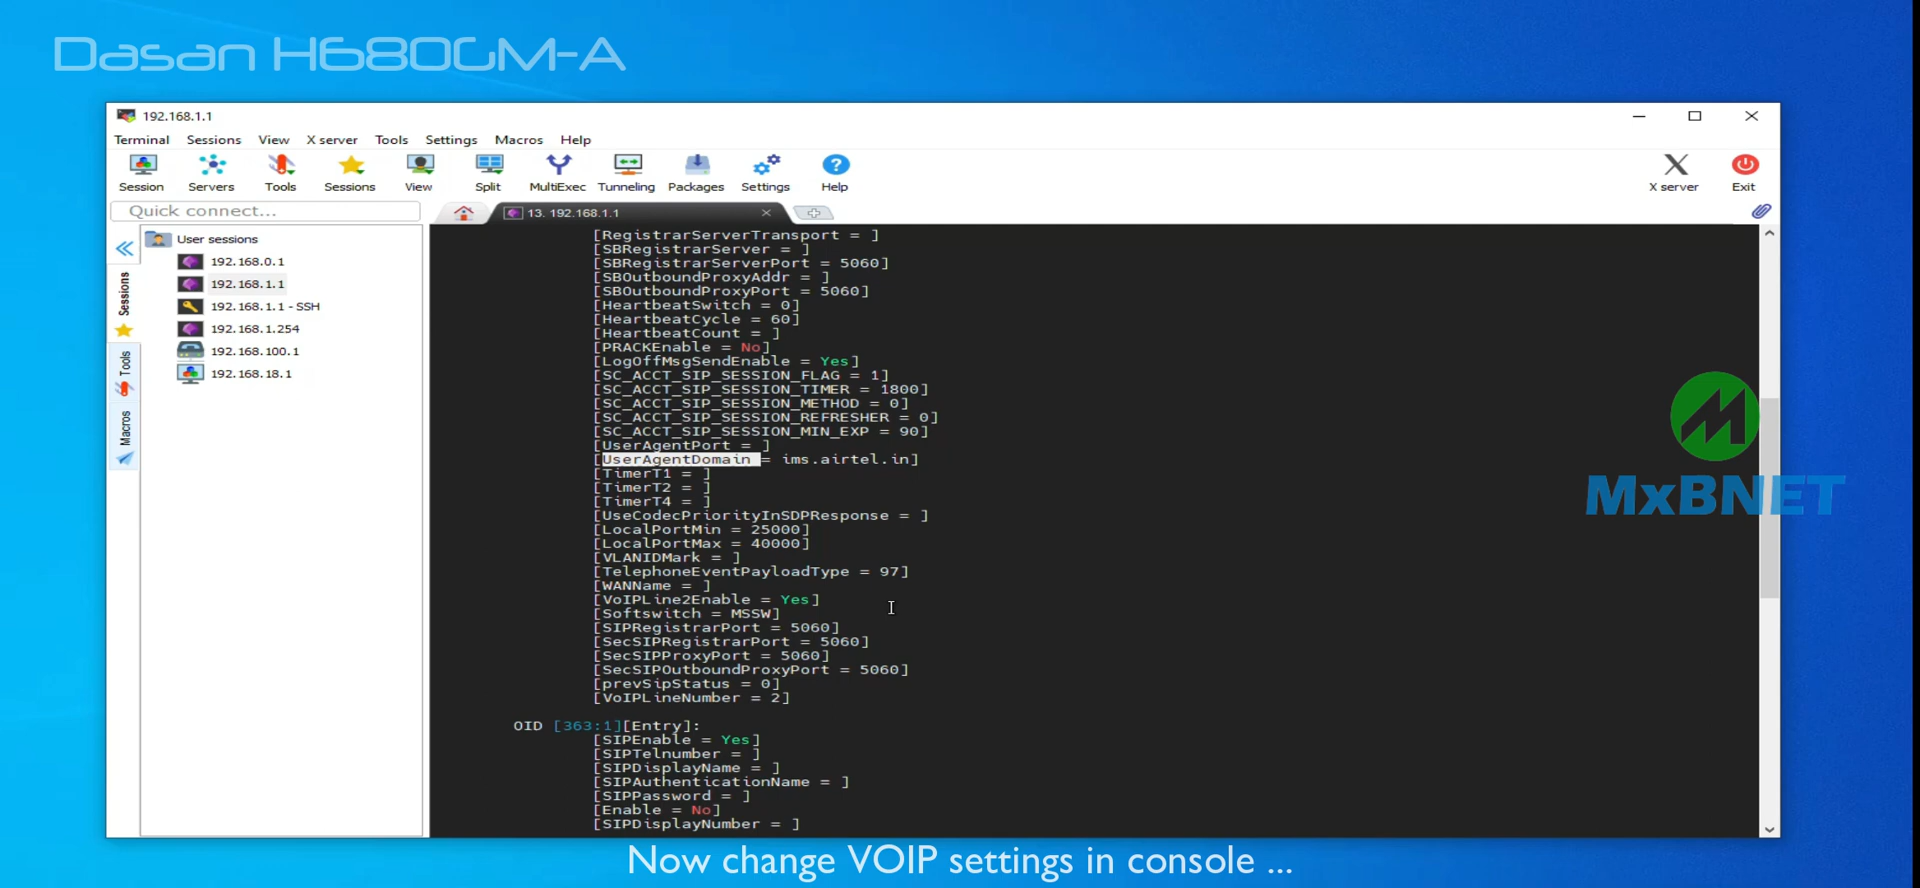 Dasan H680GM-A
192.168.1.1
Terminal Sessions View X server Tools Settings Macros Help
Session Servers Tools Sessions View Split MultiExec Tunneling Packages Settings Help X server Exit
Quick connect...
13. 192.168.1.1
User sessions
192.168.0.1
192.168.1.1
192.168.1.1 - SSH
192.168.1.254
192.168.100.1
192.168.18.1
Sessions
Tools
Macros
[RegistrarServerTransport = ]
[SBRegistrarServer = ]
[SBRegistrarServerPort = 5060]
[SBOutboundProxyAddr = ]
[SBOutboundProxyPort = 5060]
[HeartbeatSwitch = 0]
[HeartbeatCycle = 60]
[HeartbeatCount = ]
[PRACKEnable = No]
[LogOffMsgSendEnable = Yes]
[SC_ACCT_SIP_SESSION_FLAG = 1]
[SC_ACCT_SIP_SESSION_TIMER = 1800]
[SC_ACCT_SIP_SESSION_METHOD = 0]
[SC_ACCT_SIP_SESSION_REFRESHER = 0]
[SC_ACCT_SIP_SESSION_MIN_EXP = 90]
[UserAgentPort = ]
[UserAgentDomain = ims.airtel.in]
[TimerT1 = ]
[TimerT2 = ]
[TimerT4 = ]
[UseCodecPriorityInSDPResponse = ]
[LocalPortMin = 25000]
[LocalPortMax = 40000]
[VLANIDMark = ]
[TelephoneEventPayloadType = 97]
[WANName = ]
[VoIPLine2Enable = Yes]
[Softswitch = MSSW]
[SIPRegistrarPort = 5060]
[SecSIPRegistrarPort = 5060]
[SecSIPProxyPort = 5060]
[SecSIPOutboundProxyPort = 5060]
[prevSipStatus = 0]
[VoIPLineNumber = 2]
OID [363:1][Entry]:
[SIPEnable = Yes]
[SIPTelnumber = ]
[SIPDisplayName = ]
[SIPAuthenticationName = ]
[SIPPassword = ]
[Enable = No]
[SIPDisplayNumber = ]
MxBNET
Now change VOIP settings in console ...